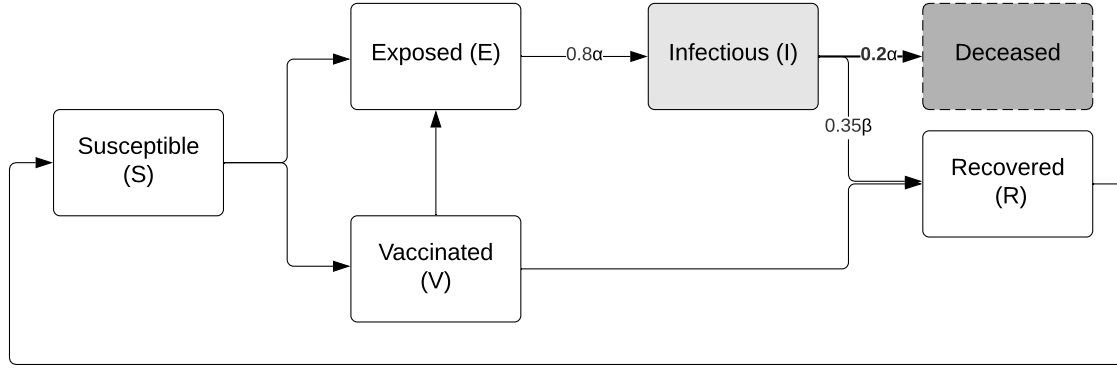 Exposed (E)
0.8α
Infectious (I)
0.2α
Deceased
0.35β
Susceptible
(S)
Recovered
(R)
Vaccinated
(V)